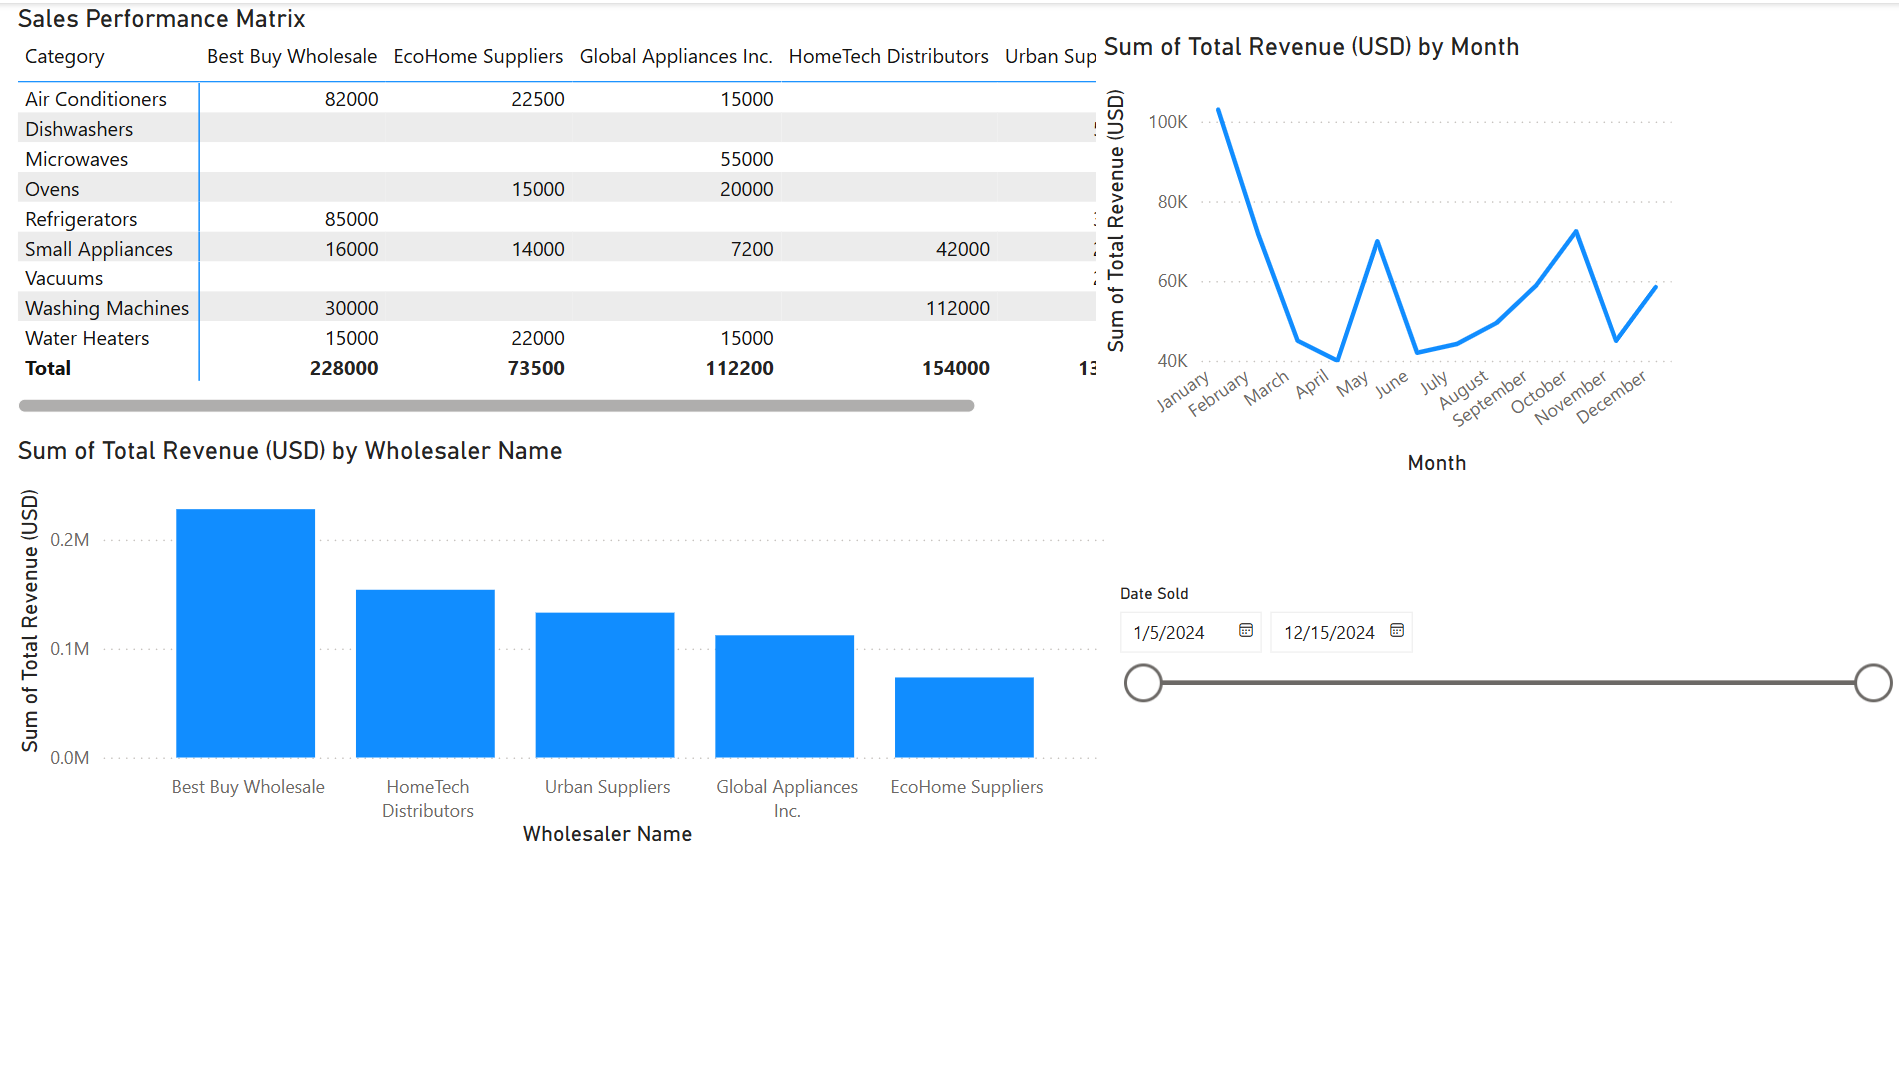 Sales Performance Matrix
Category Best Buy Wholesale EcoHome Suppliers Global Appliances Inc. HomeTech Distributors Urban Sup
Air Conditioners 82000 22500 15000
Dishwashers
Microwaves 55000
Ovens 15000 20000
Refrigerators 85000
Small Appliances 16000 14000 7200 42000
Vacuums
Washing Machines 30000 112000
Water Heaters 15000 22000 15000
Total 228000 73500 112200 154000 13
Sum of Total Revenue (USD) by Month
Sum of Total Revenue (USD)
100K
80K
60K
40K
January
February
March
April
May
June
July
August
September
October
November
December
Month
Sum of Total Revenue (USD) by Wholesaler Name
Sum of Total Revenue (USD)
0.2M
0.1M
0.0M
Best Buy Wholesale
HomeTech
Distributors
Urban Suppliers
Global Appliances
Inc.
EcoHome Suppliers
Wholesaler Name
Date Sold
1/5/2024
12/15/2024